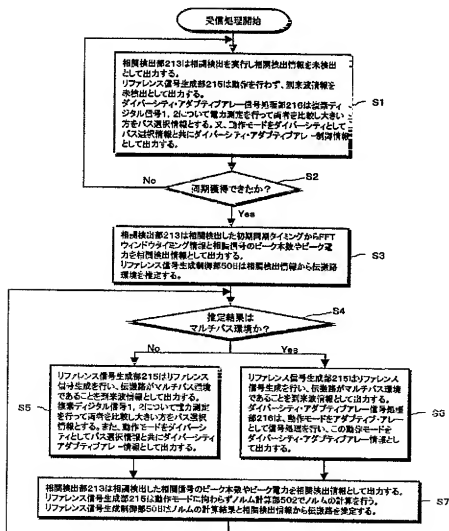 受信処理開始
相関検出部213は相関検出を実行し相関検出情報を未検出
として出力する。
リファレンス信号生成部215は動作を行わず、到来波情報
を未検出として出力する。
ダイバーシティ・アダプティブアレー信号処理部216は複素ディ
ジタル信号1, 2について電力測定を行って両者を比較し大きい
方をパス選択情報とする。又、動作モードをダイバーシティとして
パス選択情報と共にダイバーシティ・アダプティブアレー制御情報
として出力する。
S1
No
同期獲得できたか?
S2
Yes
相関検出部213は相関検出した初期同期タイミングからFFT
ウィンドウタイミング情報と相関信号のピーク本数やピーク電
力を相関検出情報として出力する。
リファレンス信号生成制御部508は相関検出情報から伝搬路
環境を推定する。
S3
推定結果は
マルチパス環境か?
S4
No
Yes
リファレンス信号生成部215はリファレンス
信号生成を行い、伝搬路がマルチパス環境
であることを到来波情報として出力する。
複素ディジタル信号1, 2について電力測定
を行って両者を比較し大きい方をパス選択
情報とする。また、動作モードをダイバーシ
ティとしてパス選択情報と共にダイバーシティ
アダプティブアレー情報として出力する。
S5
リファレンス信号生成部215はリファレンス
信号生成を行い、伝搬路がマルチパス環境
であることを到来波情報として出力する。
ダイバーシティ・アダプティブアレー信号処理
部216は、動作モードをアダプティブ・アレー
として信号処理を行い、この動作モードを
ダイバーシティ・アダプティブアレー情報とし
て出力する。
S6
相関検出部213は相関検出した相関信号のピーク本数やピーク電力を相関検出情報として出力する。
リファレンス信号生成部215は動作モードに拘わらずノルム計算部502でノルムの計算を行う。
リファレンス信号生成制御部508はノルムの計算結果と相関検出情報から伝搬路を推定する。
S7